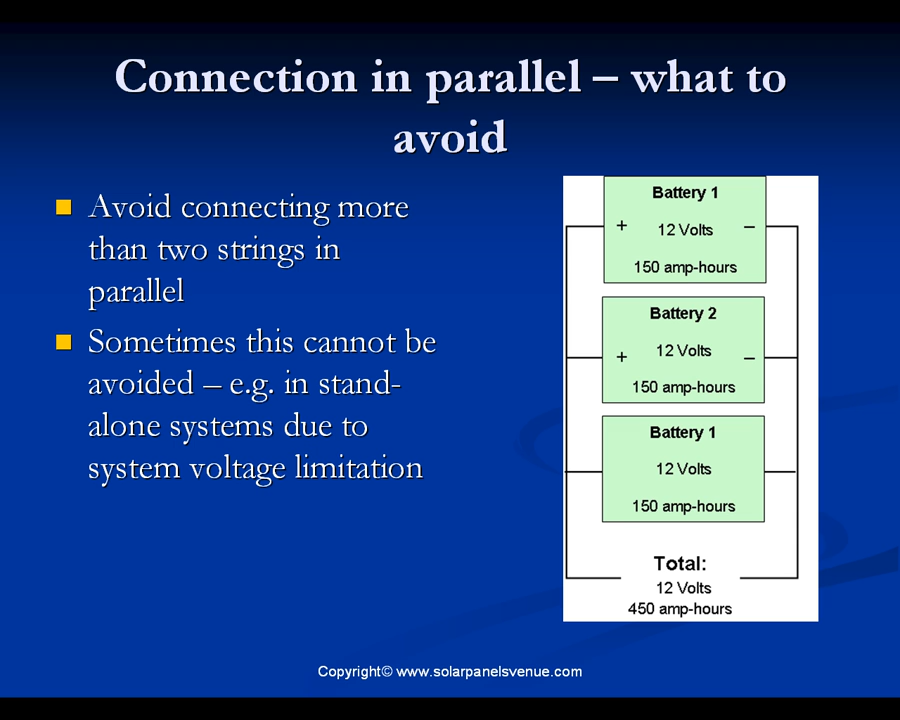 Connection in parallel – what to
avoid
Avoid connecting more
than two strings in
parallel
Sometimes this cannot be
avoided – e.g. in stand-
alone systems due to
system voltage limitation
Battery 1
+ 12 Volts –
150 amp-hours
Battery 2
+ 12 Volts –
150 amp-hours
Battery 1
12 Volts
150 amp-hours
Total:
12 Volts
450 amp-hours
Copyright© www.solarpanelsvenue.com